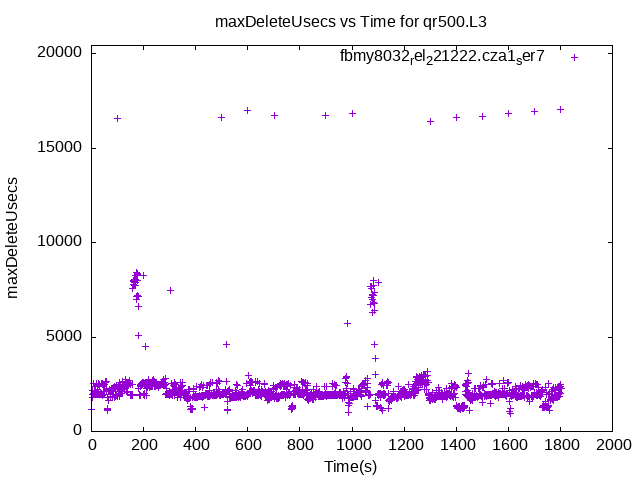 maxDeleteUsecs vs Time for qr500.L3
fbmy8032relel221222.cza1ser7
20000
15000
10000
5000
0
maxDeleteUsecs
0 200 400 600 800 1000 1200 1400 1600 1800 2000
Time(s)